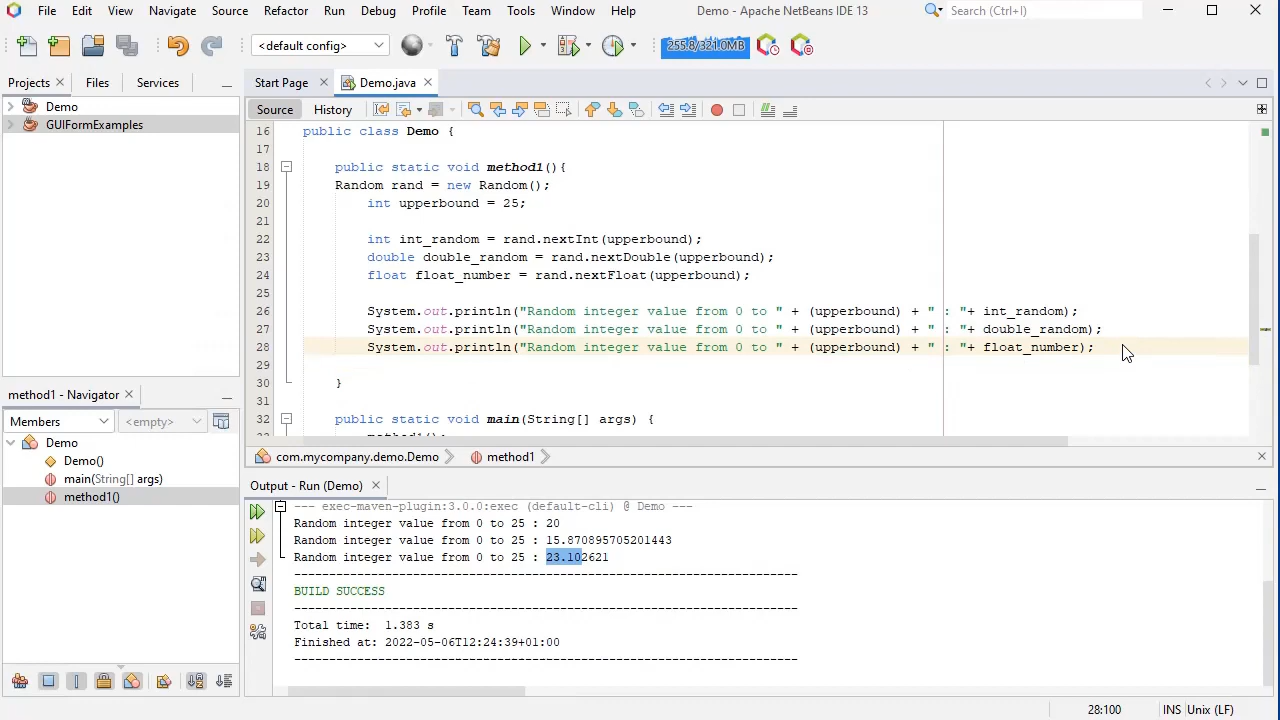 File Edit View Navigate Source Refactor Run Debug Profile Team Tools Window Help Demo - Apache NetBeans IDE 13 Search (Ctrl+I)
<default config> 255.8/321.0MB
Projects Files Services Start Page Demo.java
Source History
Demo
GUIFormExamples
16 public class Demo {
17
18 public static void method1(){
19 Random rand = new Random();
20 int upperbound = 25;
21
22 int int_random = rand.nextInt(upperbound);
23 double double_random = rand.nextDouble(upperbound);
24 float float_number = rand.nextFloat(upperbound);
25
26 System.out.println("Random integer value from 0 to " + (upperbound) + " : "+ int_random);
27 System.out.println("Random integer value from 0 to " + (upperbound) + " : "+ double_random);
28 System.out.println("Random integer value from 0 to " + (upperbound) + " : "+ float_number);
29
30 }
31
32 public static void main(String[] args) {
method1 - Navigator
Members <empty>
Demo
Demo()
main(String[] args)
method1()
com.mycompany.demo.Demo method1
Output - Run (Demo)
--- exec-maven-plugin:3.0.0:exec (default-cli) @ Demo ---
Random integer value from 0 to 25 : 20
Random integer value from 0 to 25 : 15.870895705201443
Random integer value from 0 to 25 : 23.102621
------------------------------------------------------------------------
BUILD SUCCESS
------------------------------------------------------------------------
Total time: 1.383 s
Finished at: 2022-05-06T12:24:39+01:00
------------------------------------------------------------------------
28:100 INS Unix (LF)